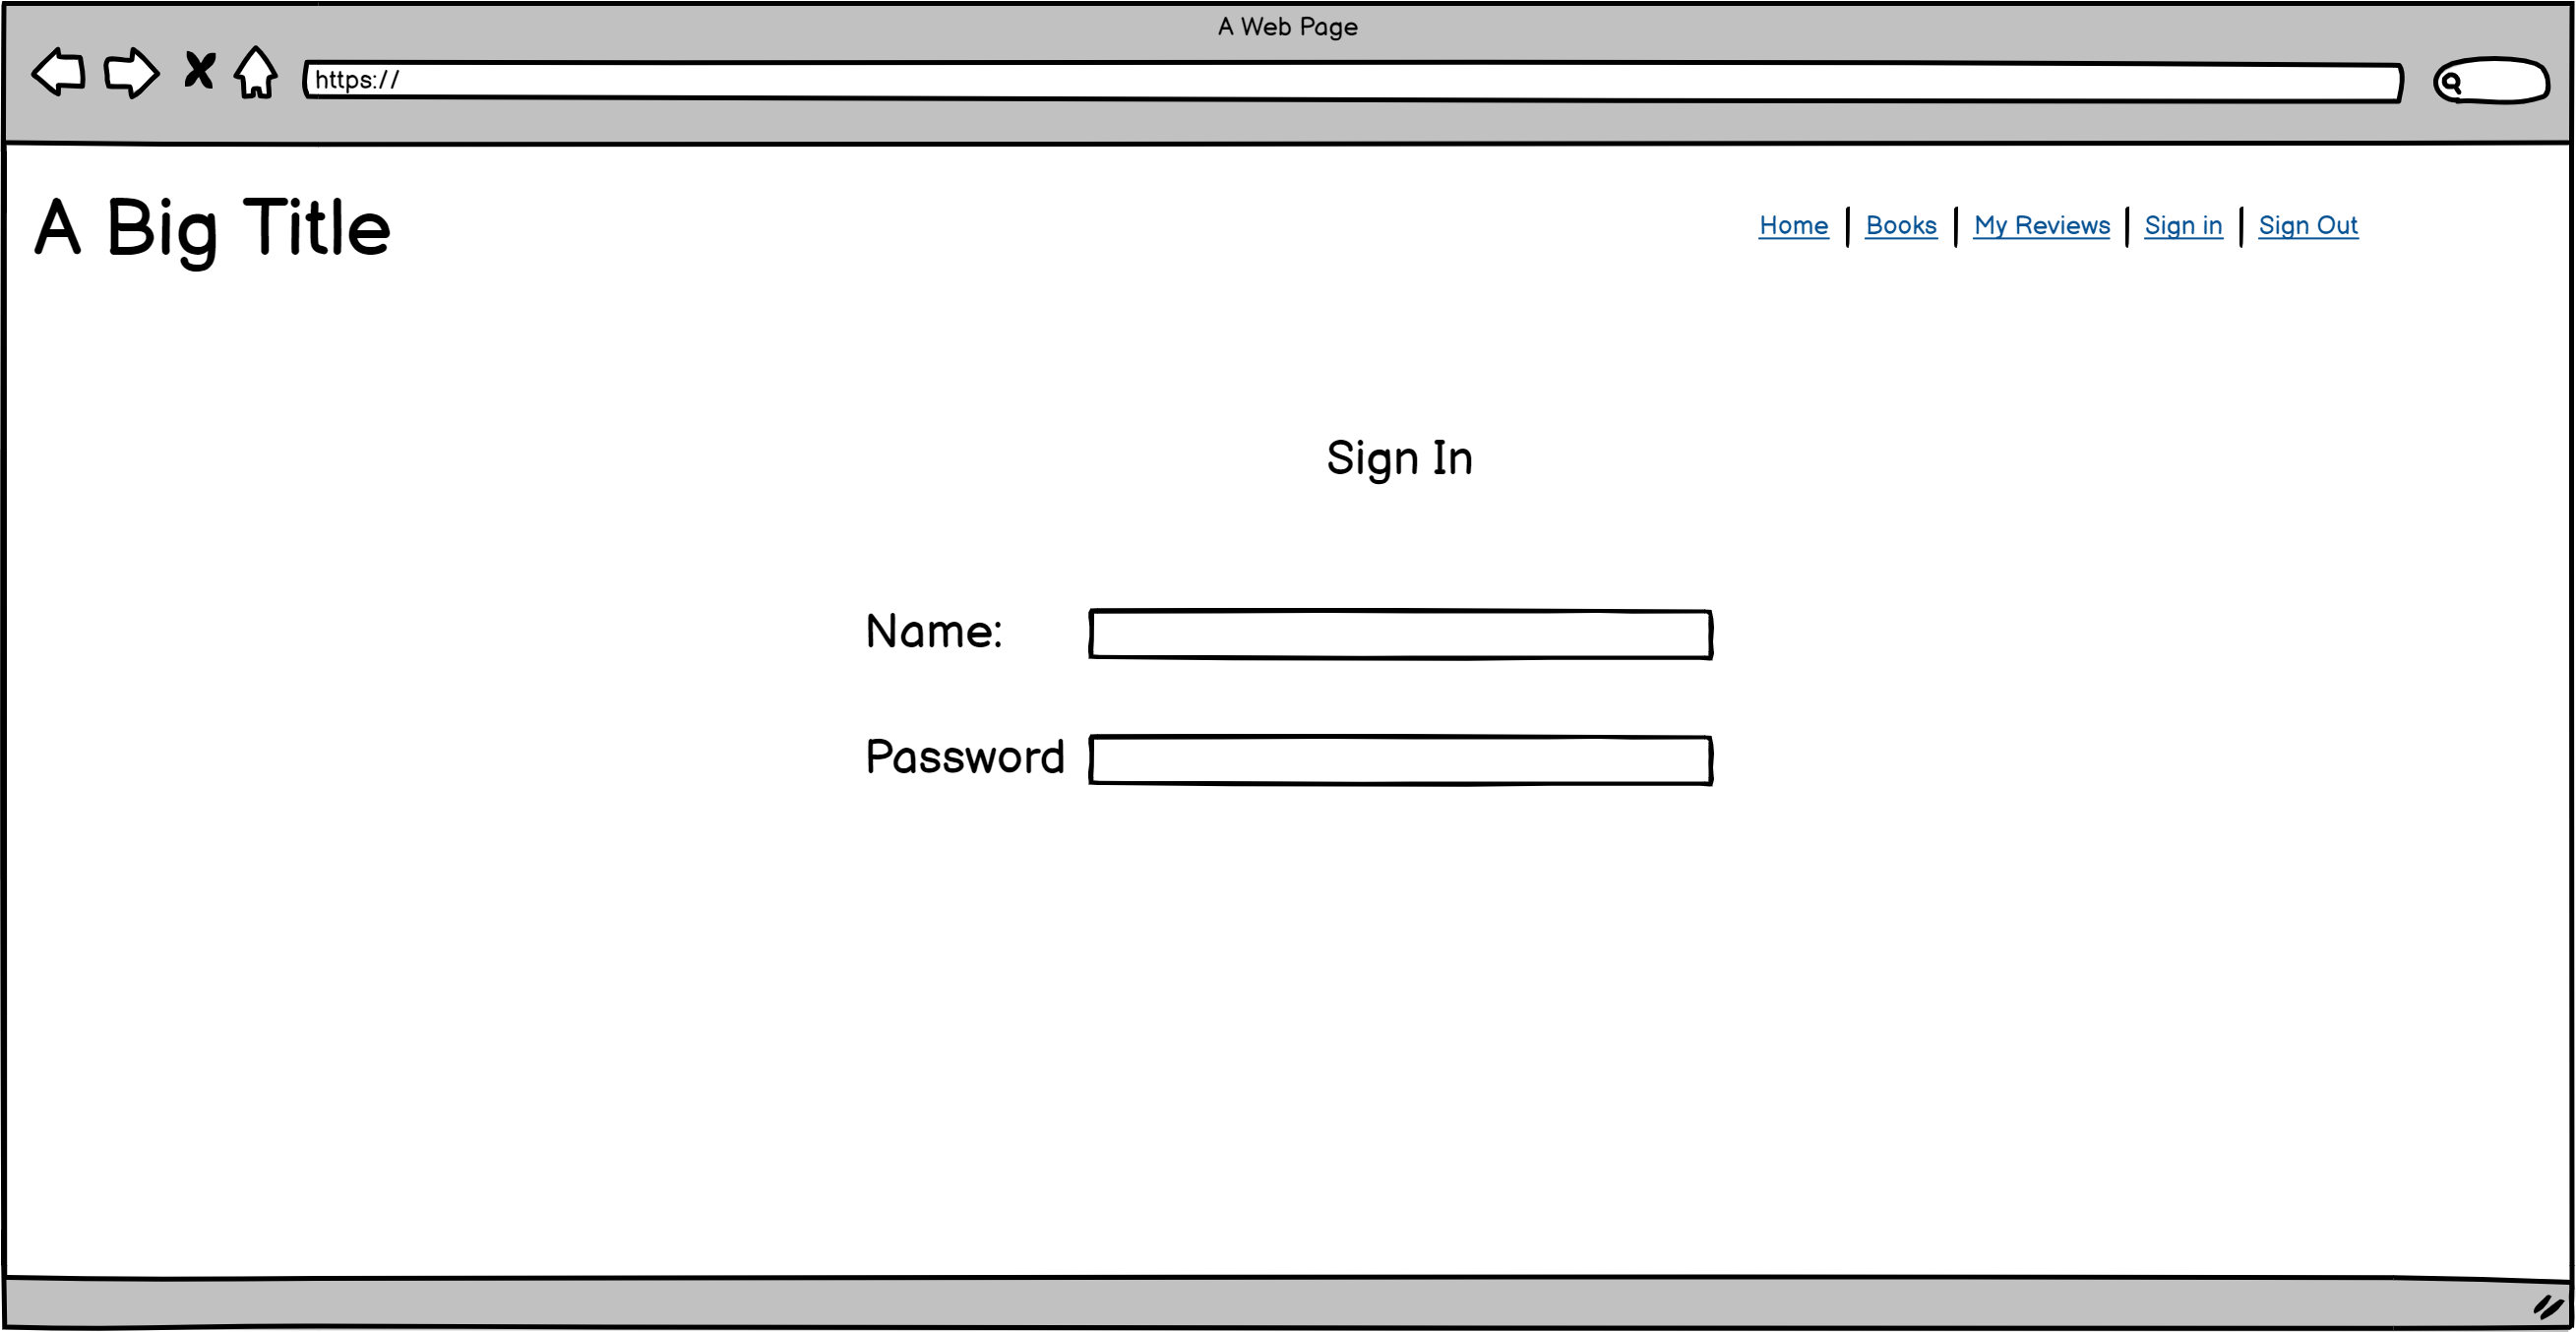 A Web Page
https://
A Big Title
Home | Books | My Reviews | Sign in | Sign Out
Sign In
Name:
Password